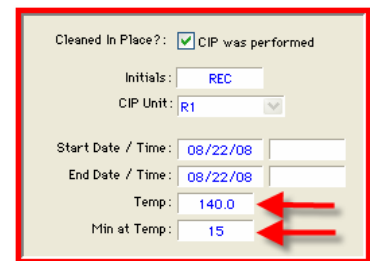 Cleaned In Place?: CIP was performed
Initials: REC
CIP Unit: R1
Start Date / Time: 08/22/08
End Date / Time: 08/22/08
Temp: 140.0
Min at Temp: 15